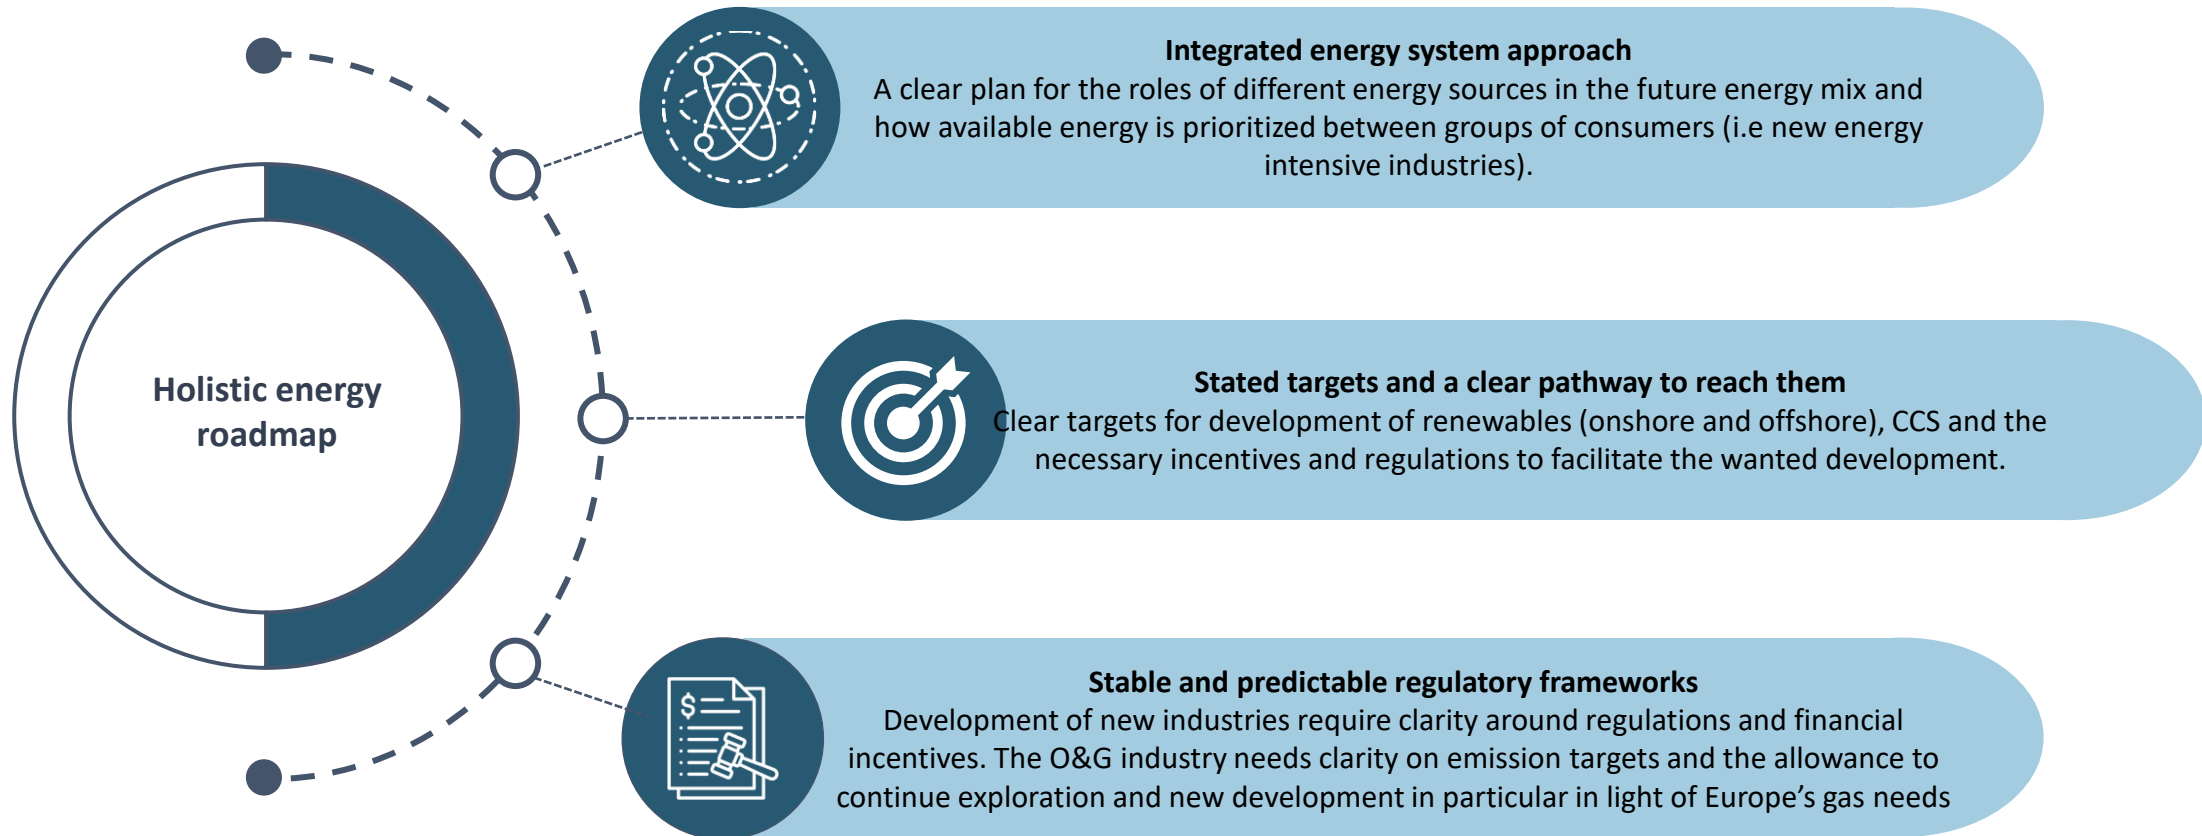 Holistic energy
roadmap
Integrated energy system approach
A clear plan for the roles of different energy sources in the future energy mix and
how available energy is prioritized between groups of consumers (i.e new energy
intensive industries).
Stated targets and a clear pathway to reach them
Clear targets for development of renewables (onshore and offshore), CCS and the
necessary incentives and regulations to facilitate the wanted development.
$
Stable and predictable regulatory frameworks
Development of new industries require clarity around regulations and financial
incentives. The O&G industry needs clarity on emission targets and the allowance to
continue exploration and new development in particular in light of Europe’s gas needs